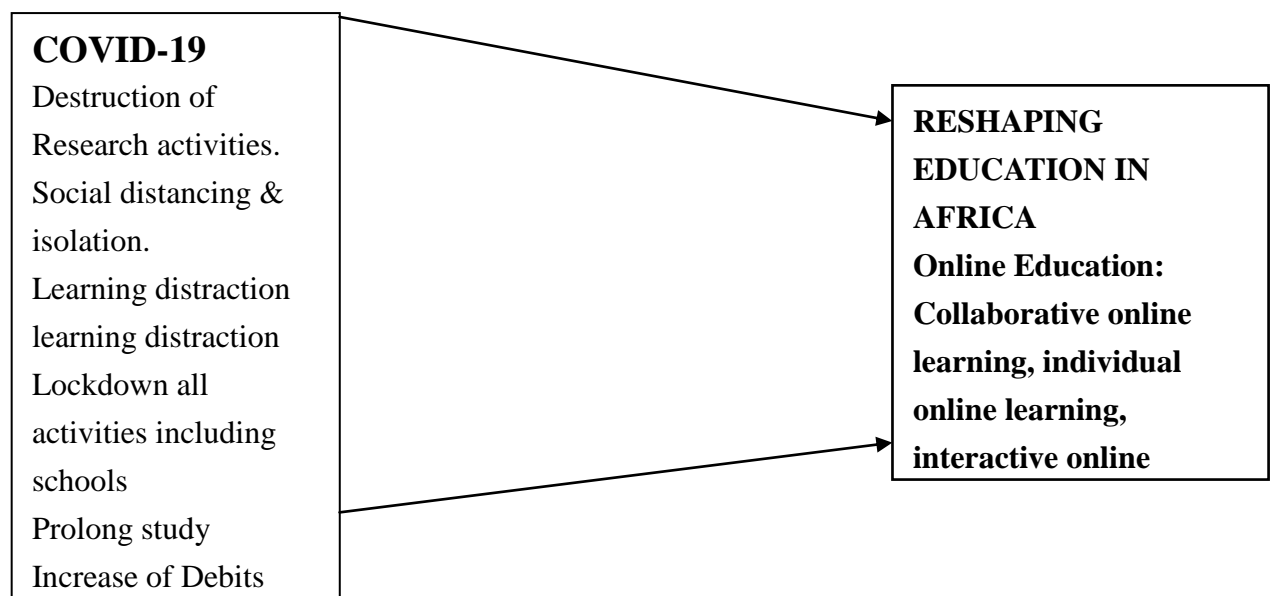 COVID-19
Destruction of
Research activities.
Social distancing &
isolation.
Learning distraction
learning distraction
Lockdown all
activities including
schools
Prolong study
Increase of Debits
RESHAPING
EDUCATION IN
AFRICA
Online Education:
Collaborative online
learning, individual
online learning,
interactive online